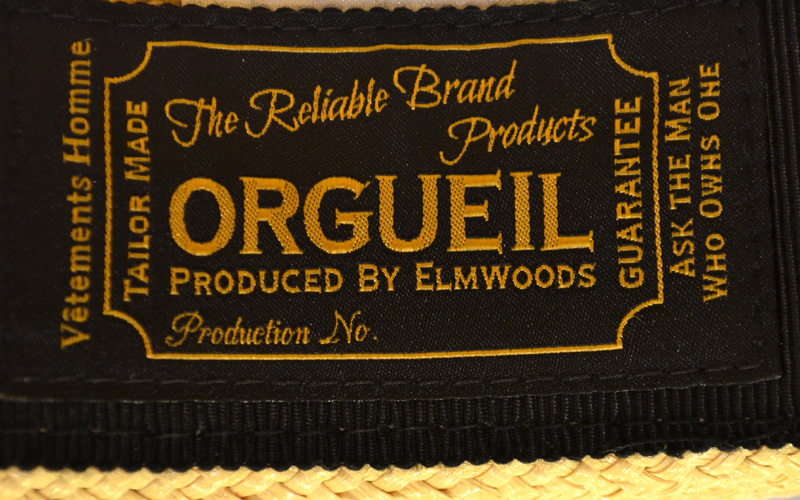 Vêtements Homme
TAILOR MADE
The Reliable Brand
Products
ORGUEIL
PRODUCED BY ELMWOODS
Production No.
GUARANTEE
ASK THE MAN
WHO OWNS ONE